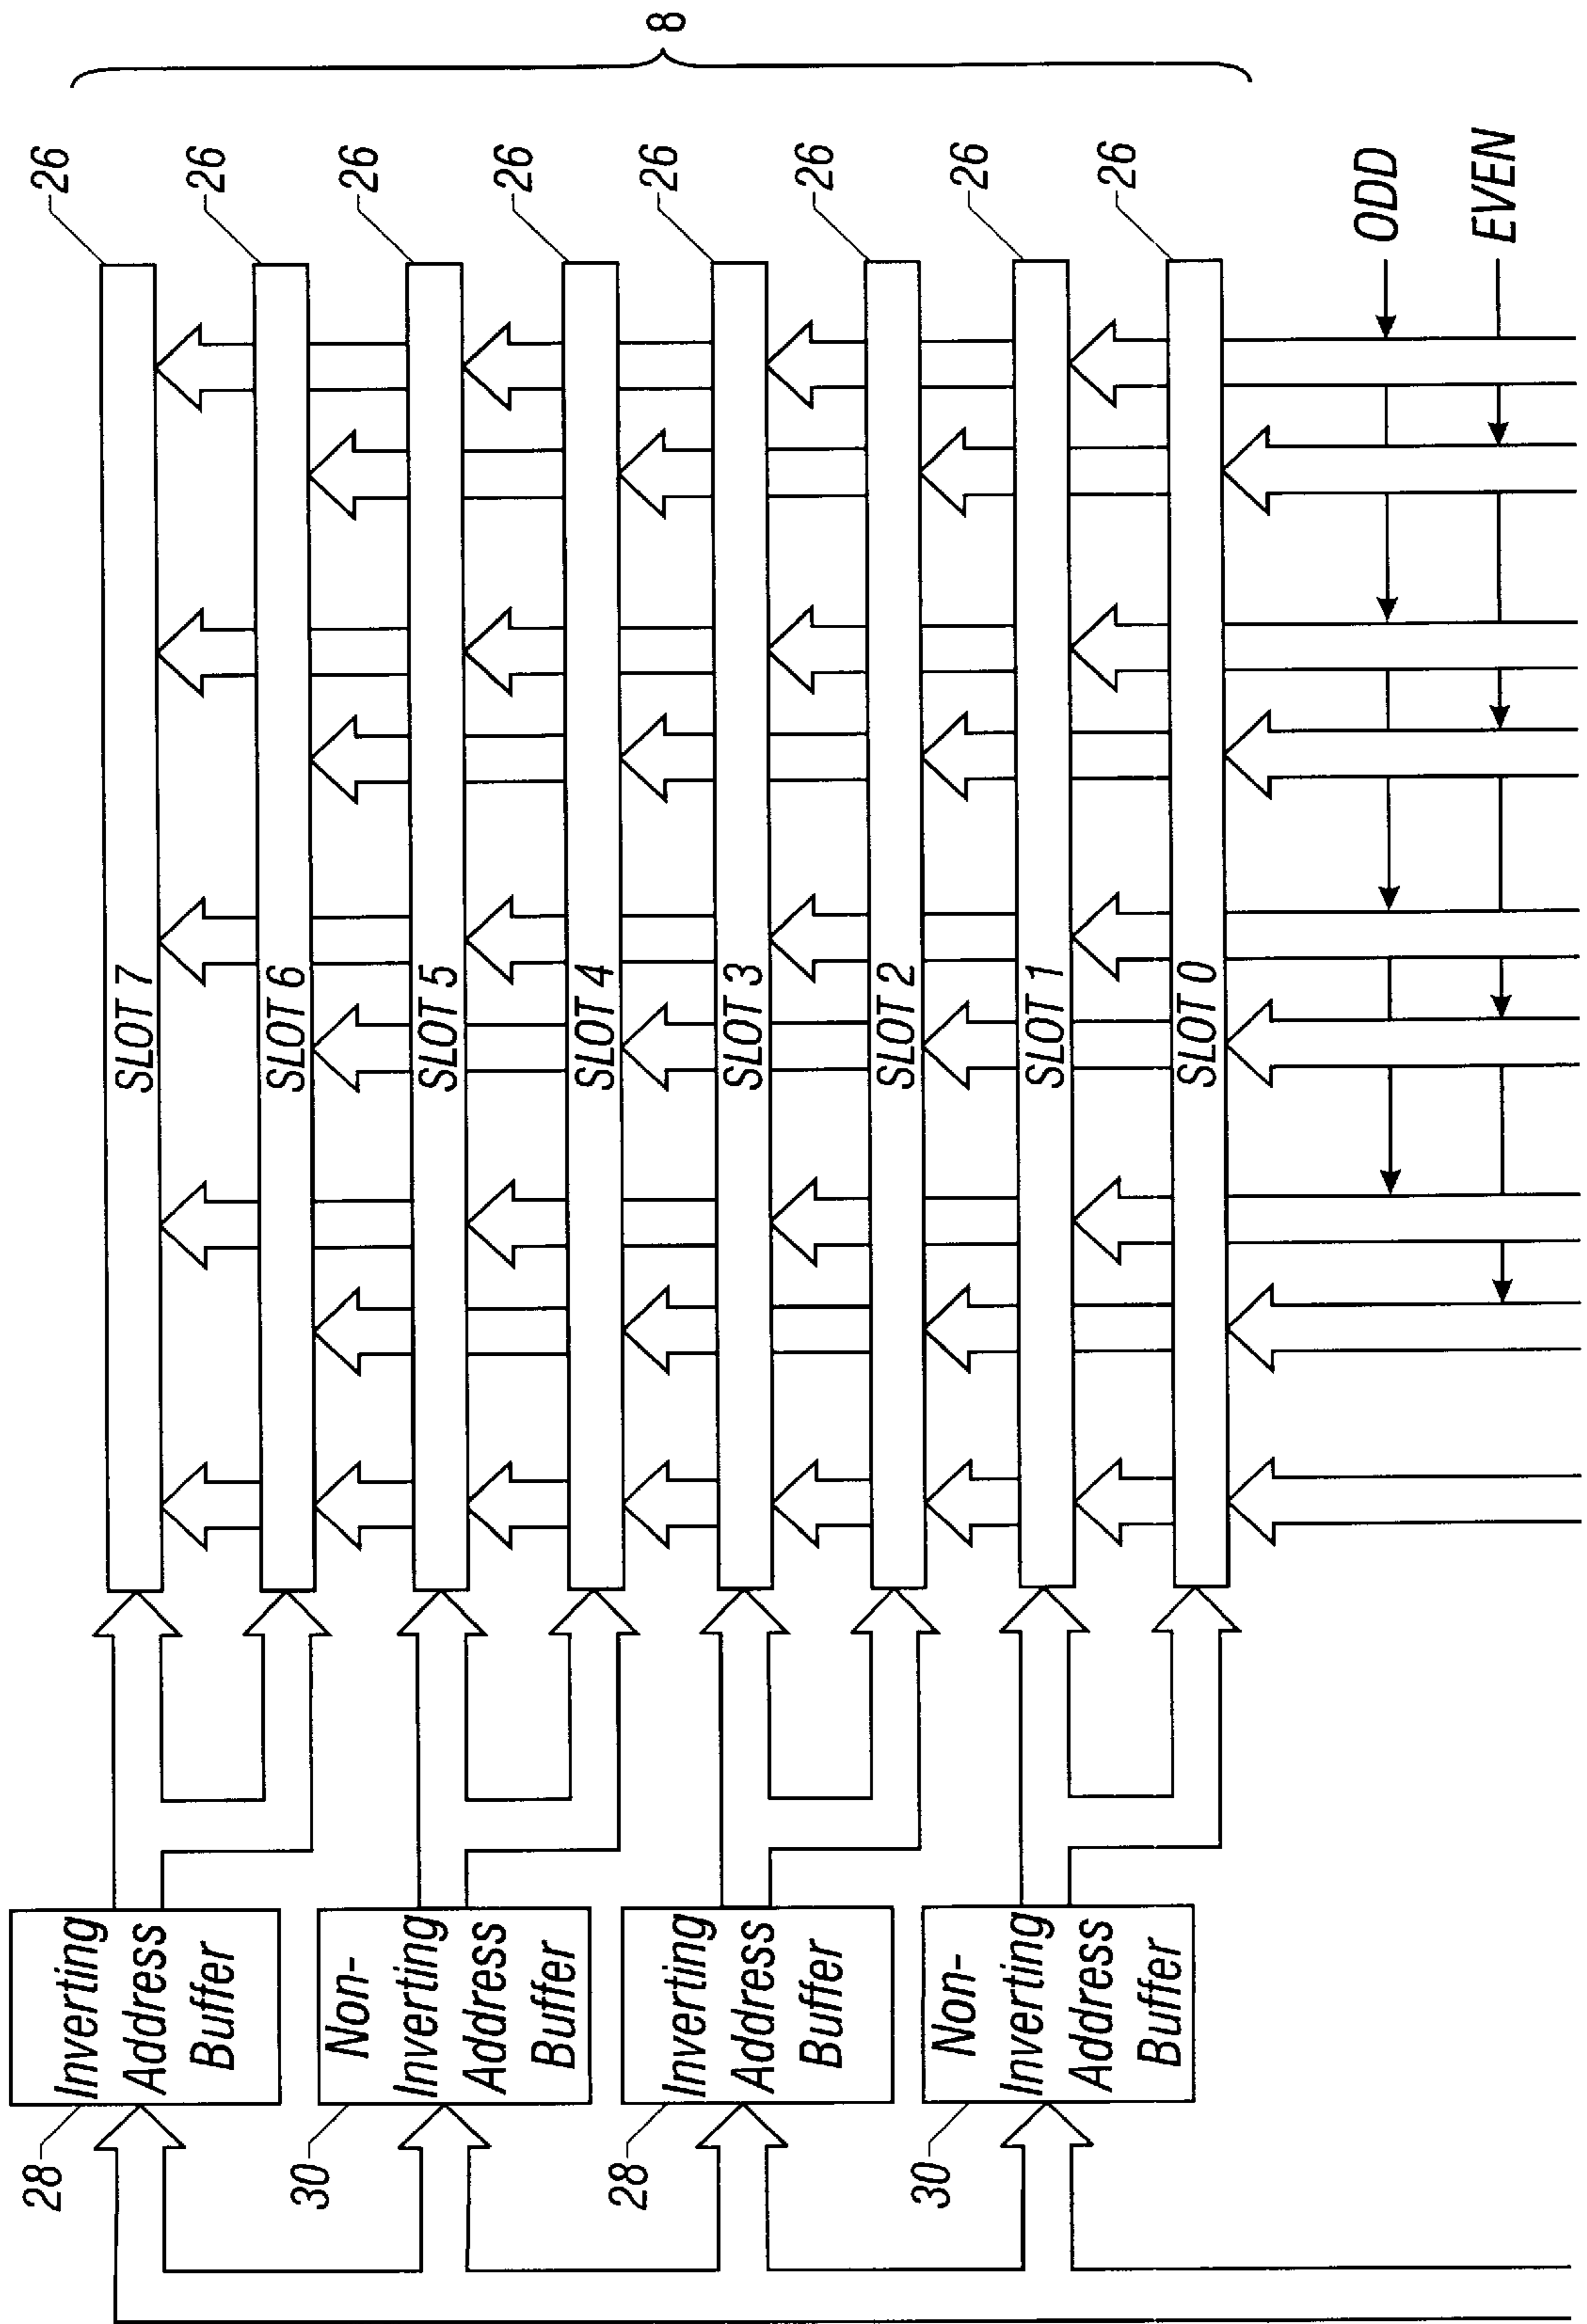 8
26
26
26
26
26
26
26
26
ODD
EVEN
SLOT 7
SLOT 6
SLOT 5
SLOT 4
SLOT 3
SLOT 2
SLOT 1
SLOT 0
Inverting
Address
Buffer
Non-
Inverting
Address
Buffer
Inverting
Address
Buffer
Non-
Inverting
Address
Buffer
28
30
28
30